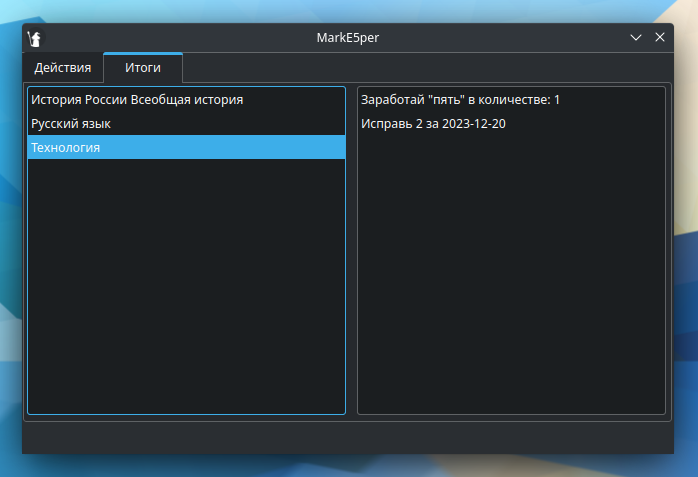 MarkE5per
Действия
Итоги
История России Всеобщая история
Русский язык
Технология
Заработай "пять" в количестве: 1
Исправь 2 за 2023-12-20